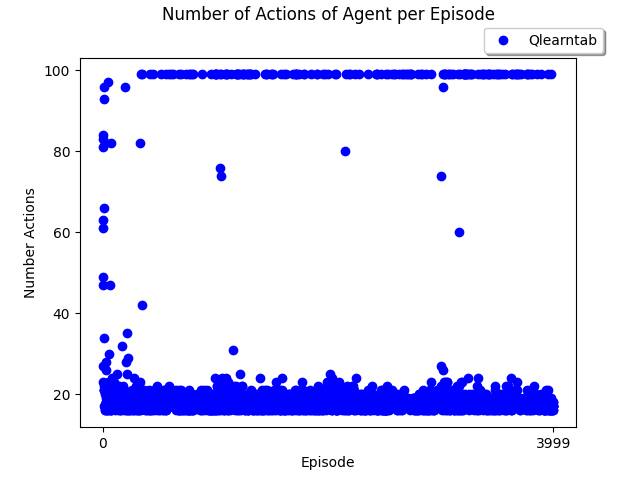 Number of Actions of Agent per Episode
Qlearntab
100
80
60
40
20
Number Actions
0
3999
Episode